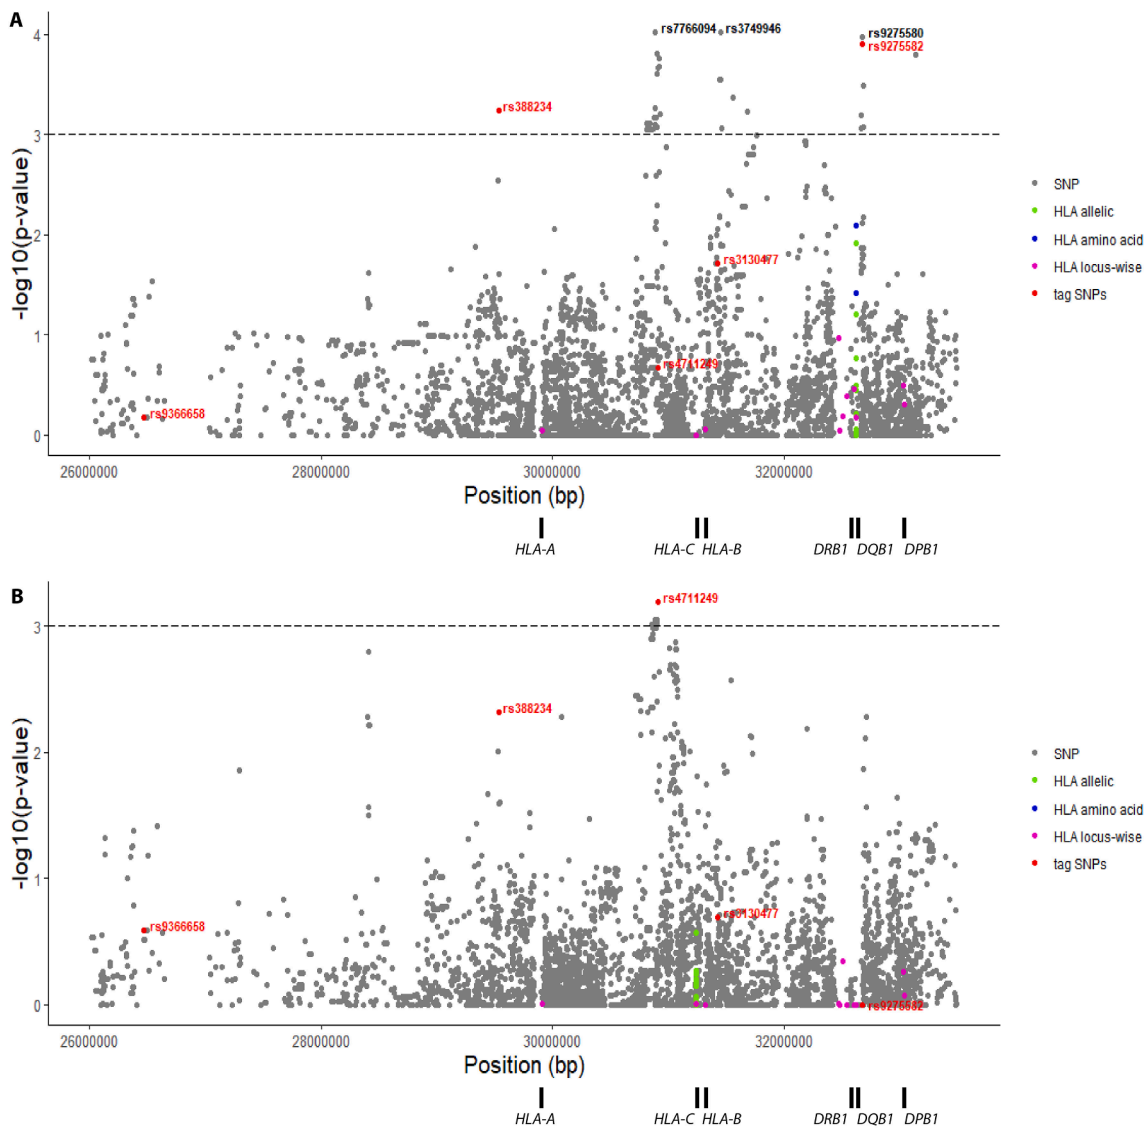 A
-log10(p-value)
4
3
2
1
0
rs7766094
rs3749946
rs9275580
rs9275582
rs388234
rs3130477
rs4711249
rs9366658
SNP
HLA allelic
HLA amino acid
HLA locus-wise
tag SNPs
26000000 28000000 30000000 32000000
Position (bp)
HLA-A HLA-C HLA-B DRB1 DQB1 DPB1
B
-log10(p-value)
3
2
1
0
rs4711249
rs388234
rs3130477
rs9366658
rs9275582
SNP
HLA allelic
HLA amino acid
HLA locus-wise
tag SNPs
26000000 28000000 30000000 32000000
Position (bp)
HLA-A HLA-C HLA-B DRB1 DQB1 DPB1